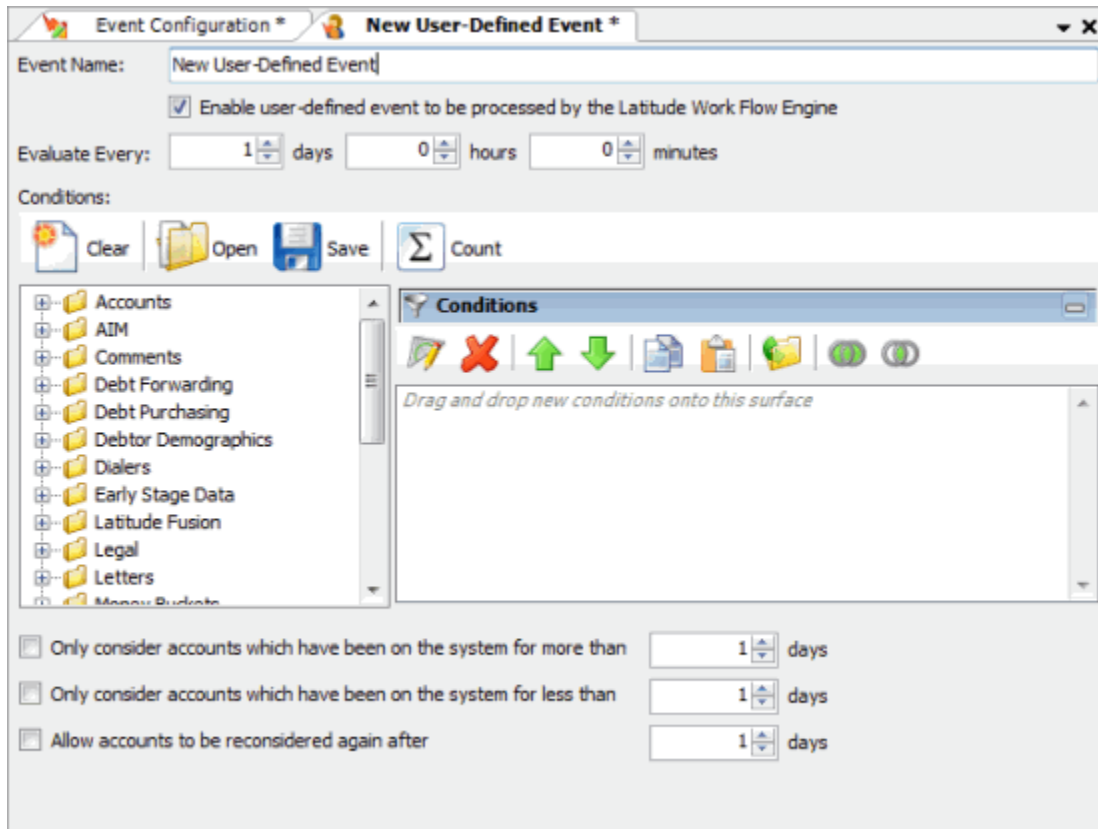 Event Configuration * New User-Defined Event *
Event Name: New User-Defined Event
Enable user-defined event to be processed by the Latitude Work Flow Engine
Evaluate Every: 1 days 0 hours 0 minutes
Conditions:
Clear Open Save Σ Count
Accounts
AIM
Comments
Debt Forwarding
Debt Purchasing
Debtor Demographics
Dialers
Early Stage Data
Latitude Fusion
Legal
Letters
Money Buckets
Conditions
Drag and drop new conditions onto this surface
Only consider accounts which have been on the system for more than 1 days
Only consider accounts which have been on the system for less than 1 days
Allow accounts to be reconsidered again after 1 days